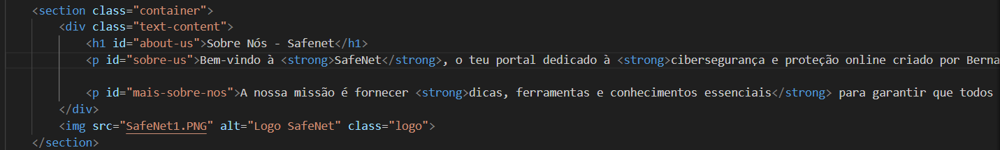 <section class="container">
<div class="text-content">
<h1 id="about-us">Sobre Nós - Safenet</h1>
<p id="sobre-us">Bem-vindo à <strong>SafeNet</strong>, o teu portal dedicado à <strong>cibersegurança e proteção online criado por Berna
<p id="mais-sobre-nos">A nossa missão é fornecer <strong>dicas, ferramentas e conhecimentos essenciais</strong> para garantir que todos
</div>
<img src="SafeNet1.PNG" alt="Logo SafeNet" class="logo">
</section>